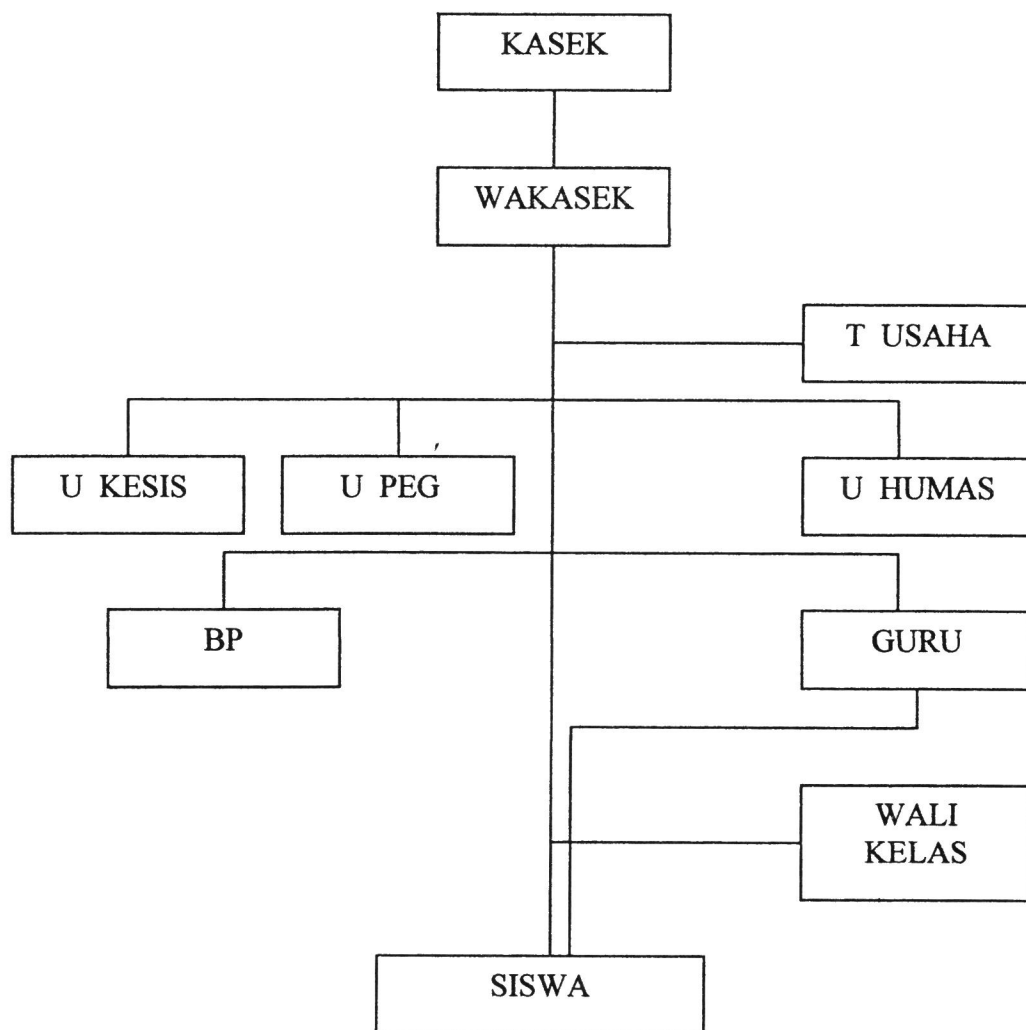 KASEK
WAKASEK
T USAHA
U KESIS
U PEG
U HUMAS
BP
GURU
WALI
KELAS
SISWA